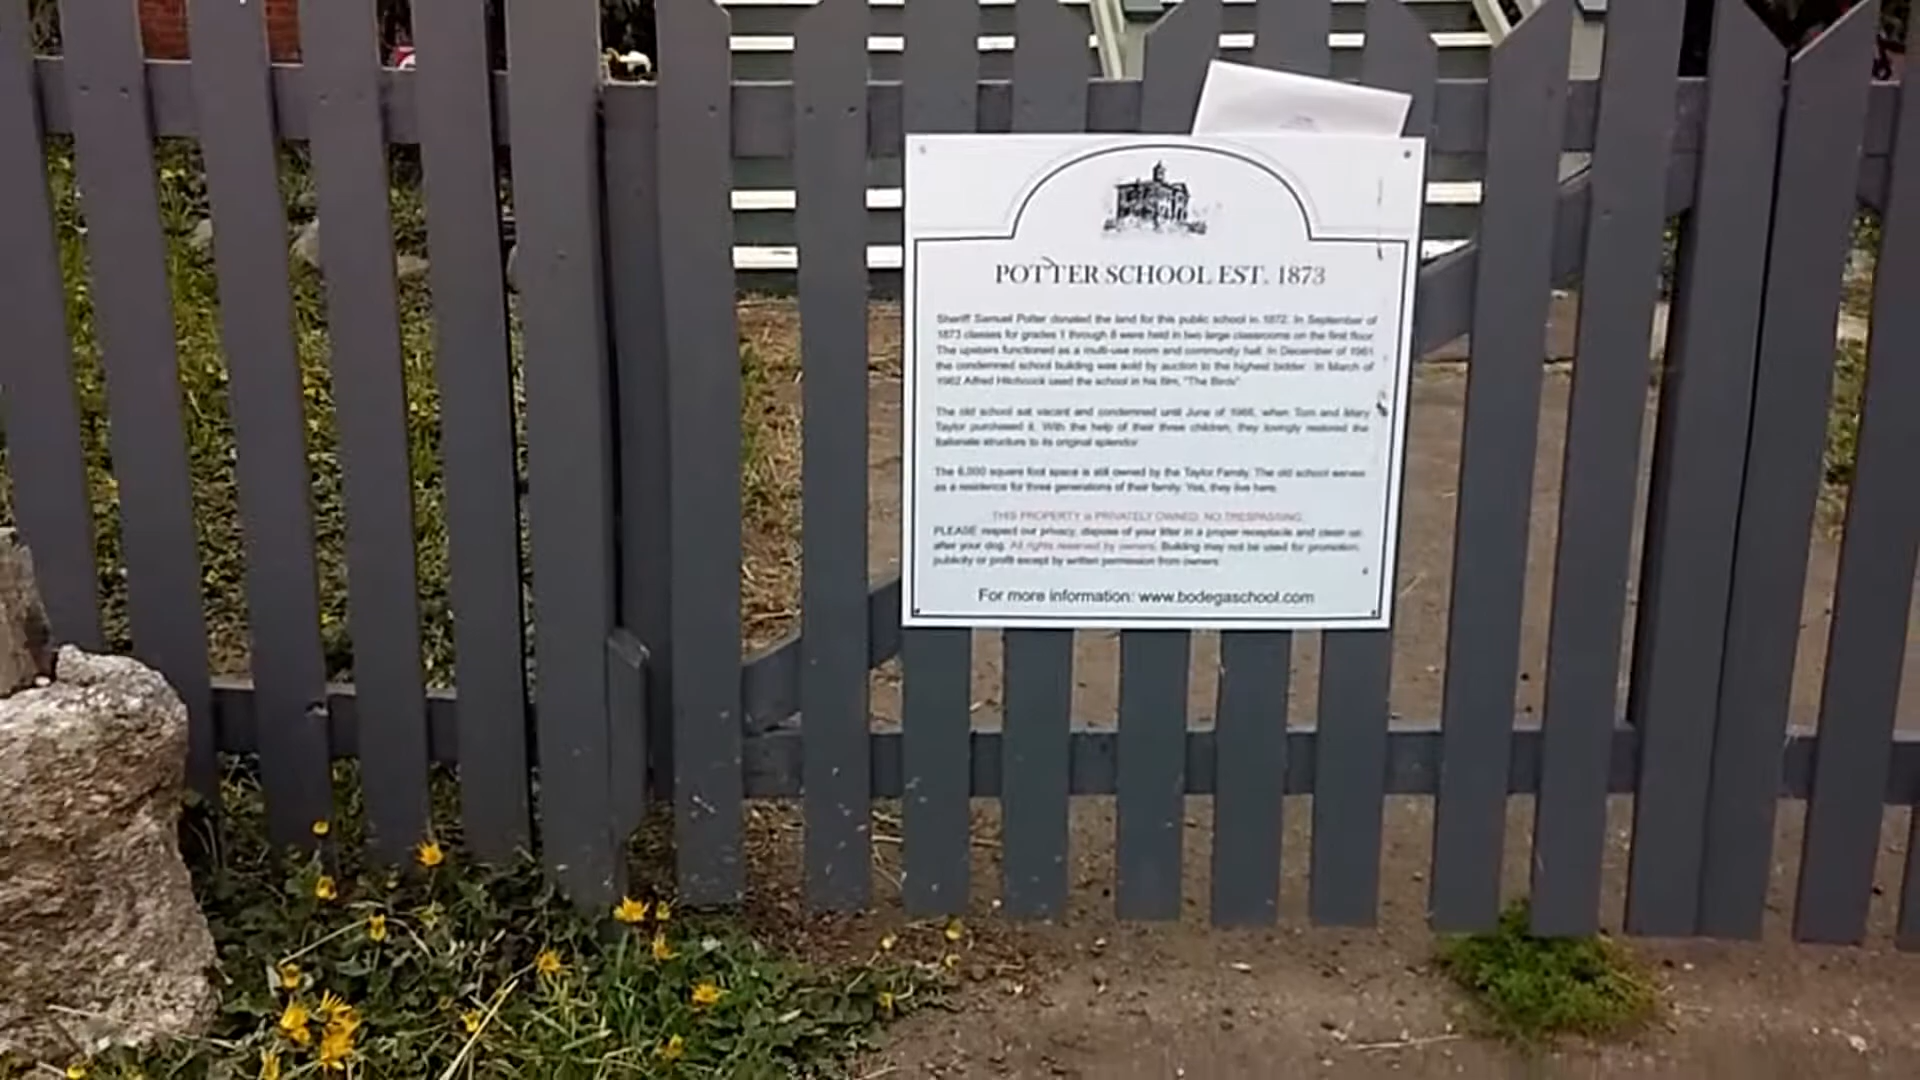 POTTER SCHOOL EST. 1873
Sheriff Samuel Potter donated the land for this public school in 1872. In September of
1873 classes for grades 1 through 8 were held in two large classrooms on the first floor.
The upstairs functioned as a multi-use room and community hall. In December of 1961
the condemned school building was sold by auction to the highest bidder. In March of
1962 Alfred Hitchcock used the school in his film, "The Birds"
The old school sat vacant and condemned until June of 1966, when Tom and Mary
Taylor purchased it. With the help of their three children, they lovingly restored the
Italianate structure to its original splendor
The 6,000 square foot space is still owned by the Taylor Family. The old school serves
as a residence for three generations of their family. Yes, they live here.
THIS PROPERTY is PRIVATELY OWNED. NO TRESPASSING.
PLEASE respect our privacy, dispose of your litter in a proper receptacle and clean up
after your dog. All rights reserved by owners. Building may not be used for promotion,
publicity or profit except by written permission from owners.
For more information: www.bodegaschool.com